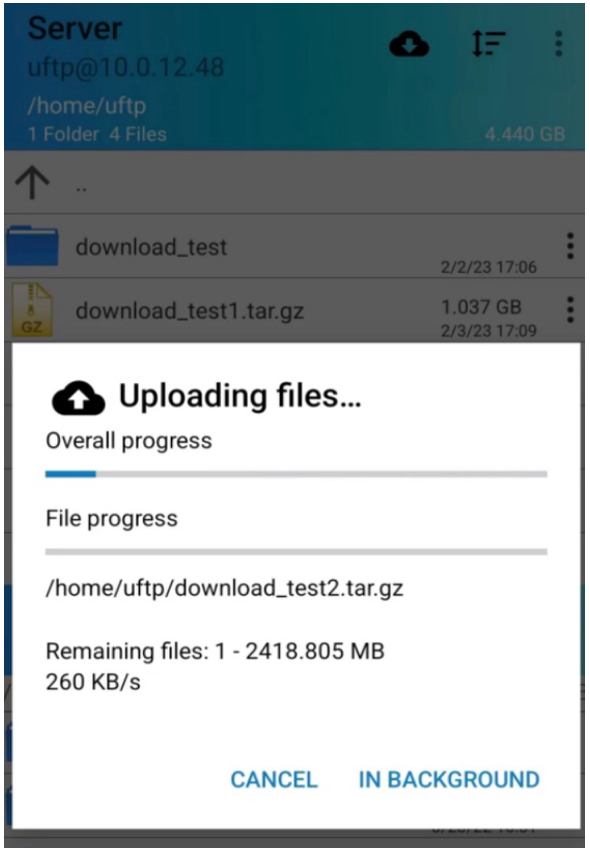 Server
uftp@10.0.12.48
/home/uftp
1 Folder 4 Files 4.440 GB
..
download_test
2/2/23 17:06
GZ
download_test1.tar.gz 1.037 GB
2/3/23 17:09
Uploading files...
Overall progress
File progress
/home/uftp/download_test2.tar.gz
Remaining files: 1 - 2418.805 MB
260 KB/s
CANCEL IN BACKGROUND